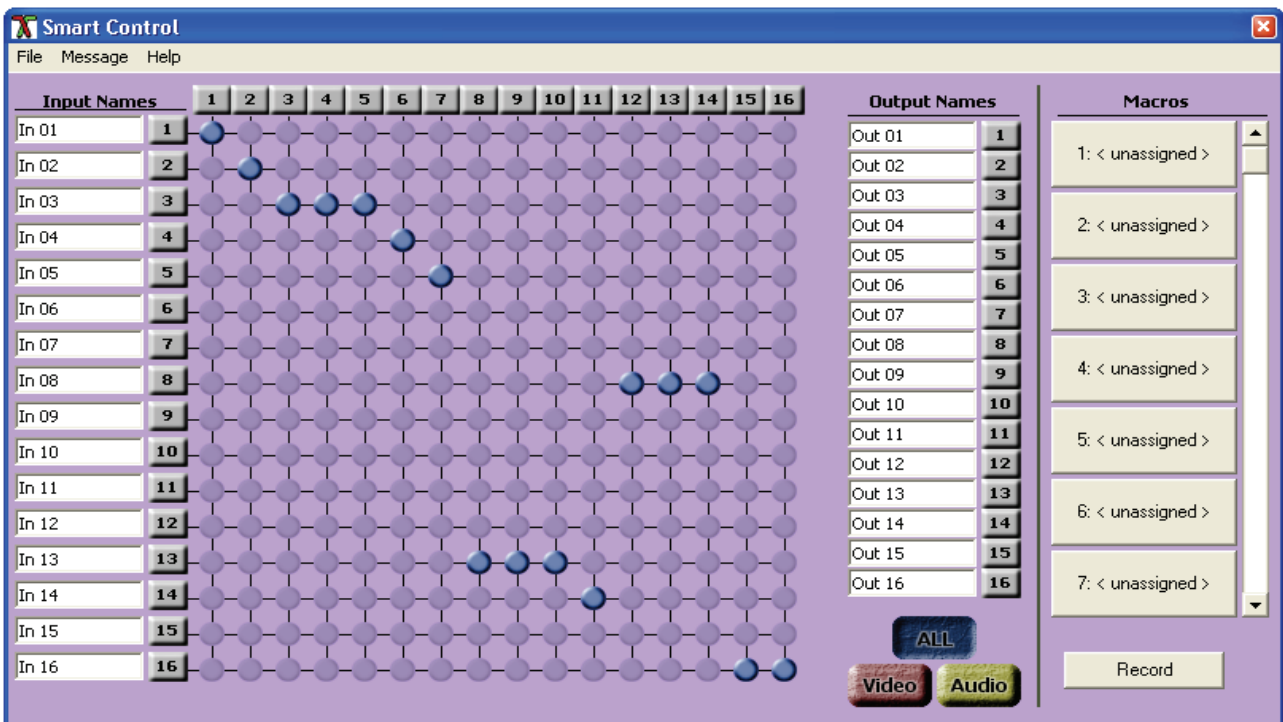 Smart Control
File Message Help
Input Names 1 2 3 4 5 6 7 8 9 10 11 12 13 14 15 16
In 01 1
In 02 2
In 03 3
In 04 4
In 05 5
In 06 6
In 07 7
In 08 8
In 09 9
In 10 10
In 11 11
In 12 12
In 13 13
In 14 14
In 15 15
In 16 16
Output Names
Out 01 1
Out 02 2
Out 03 3
Out 04 4
Out 05 5
Out 06 6
Out 07 7
Out 08 8
Out 09 9
Out 10 10
Out 11 11
Out 12 12
Out 13 13
Out 14 14
Out 15 15
Out 16 16
ALL
Video Audio
Macros
1: < unassigned >
2: < unassigned >
3: < unassigned >
4: < unassigned >
5: < unassigned >
6: < unassigned >
7: < unassigned >
Record